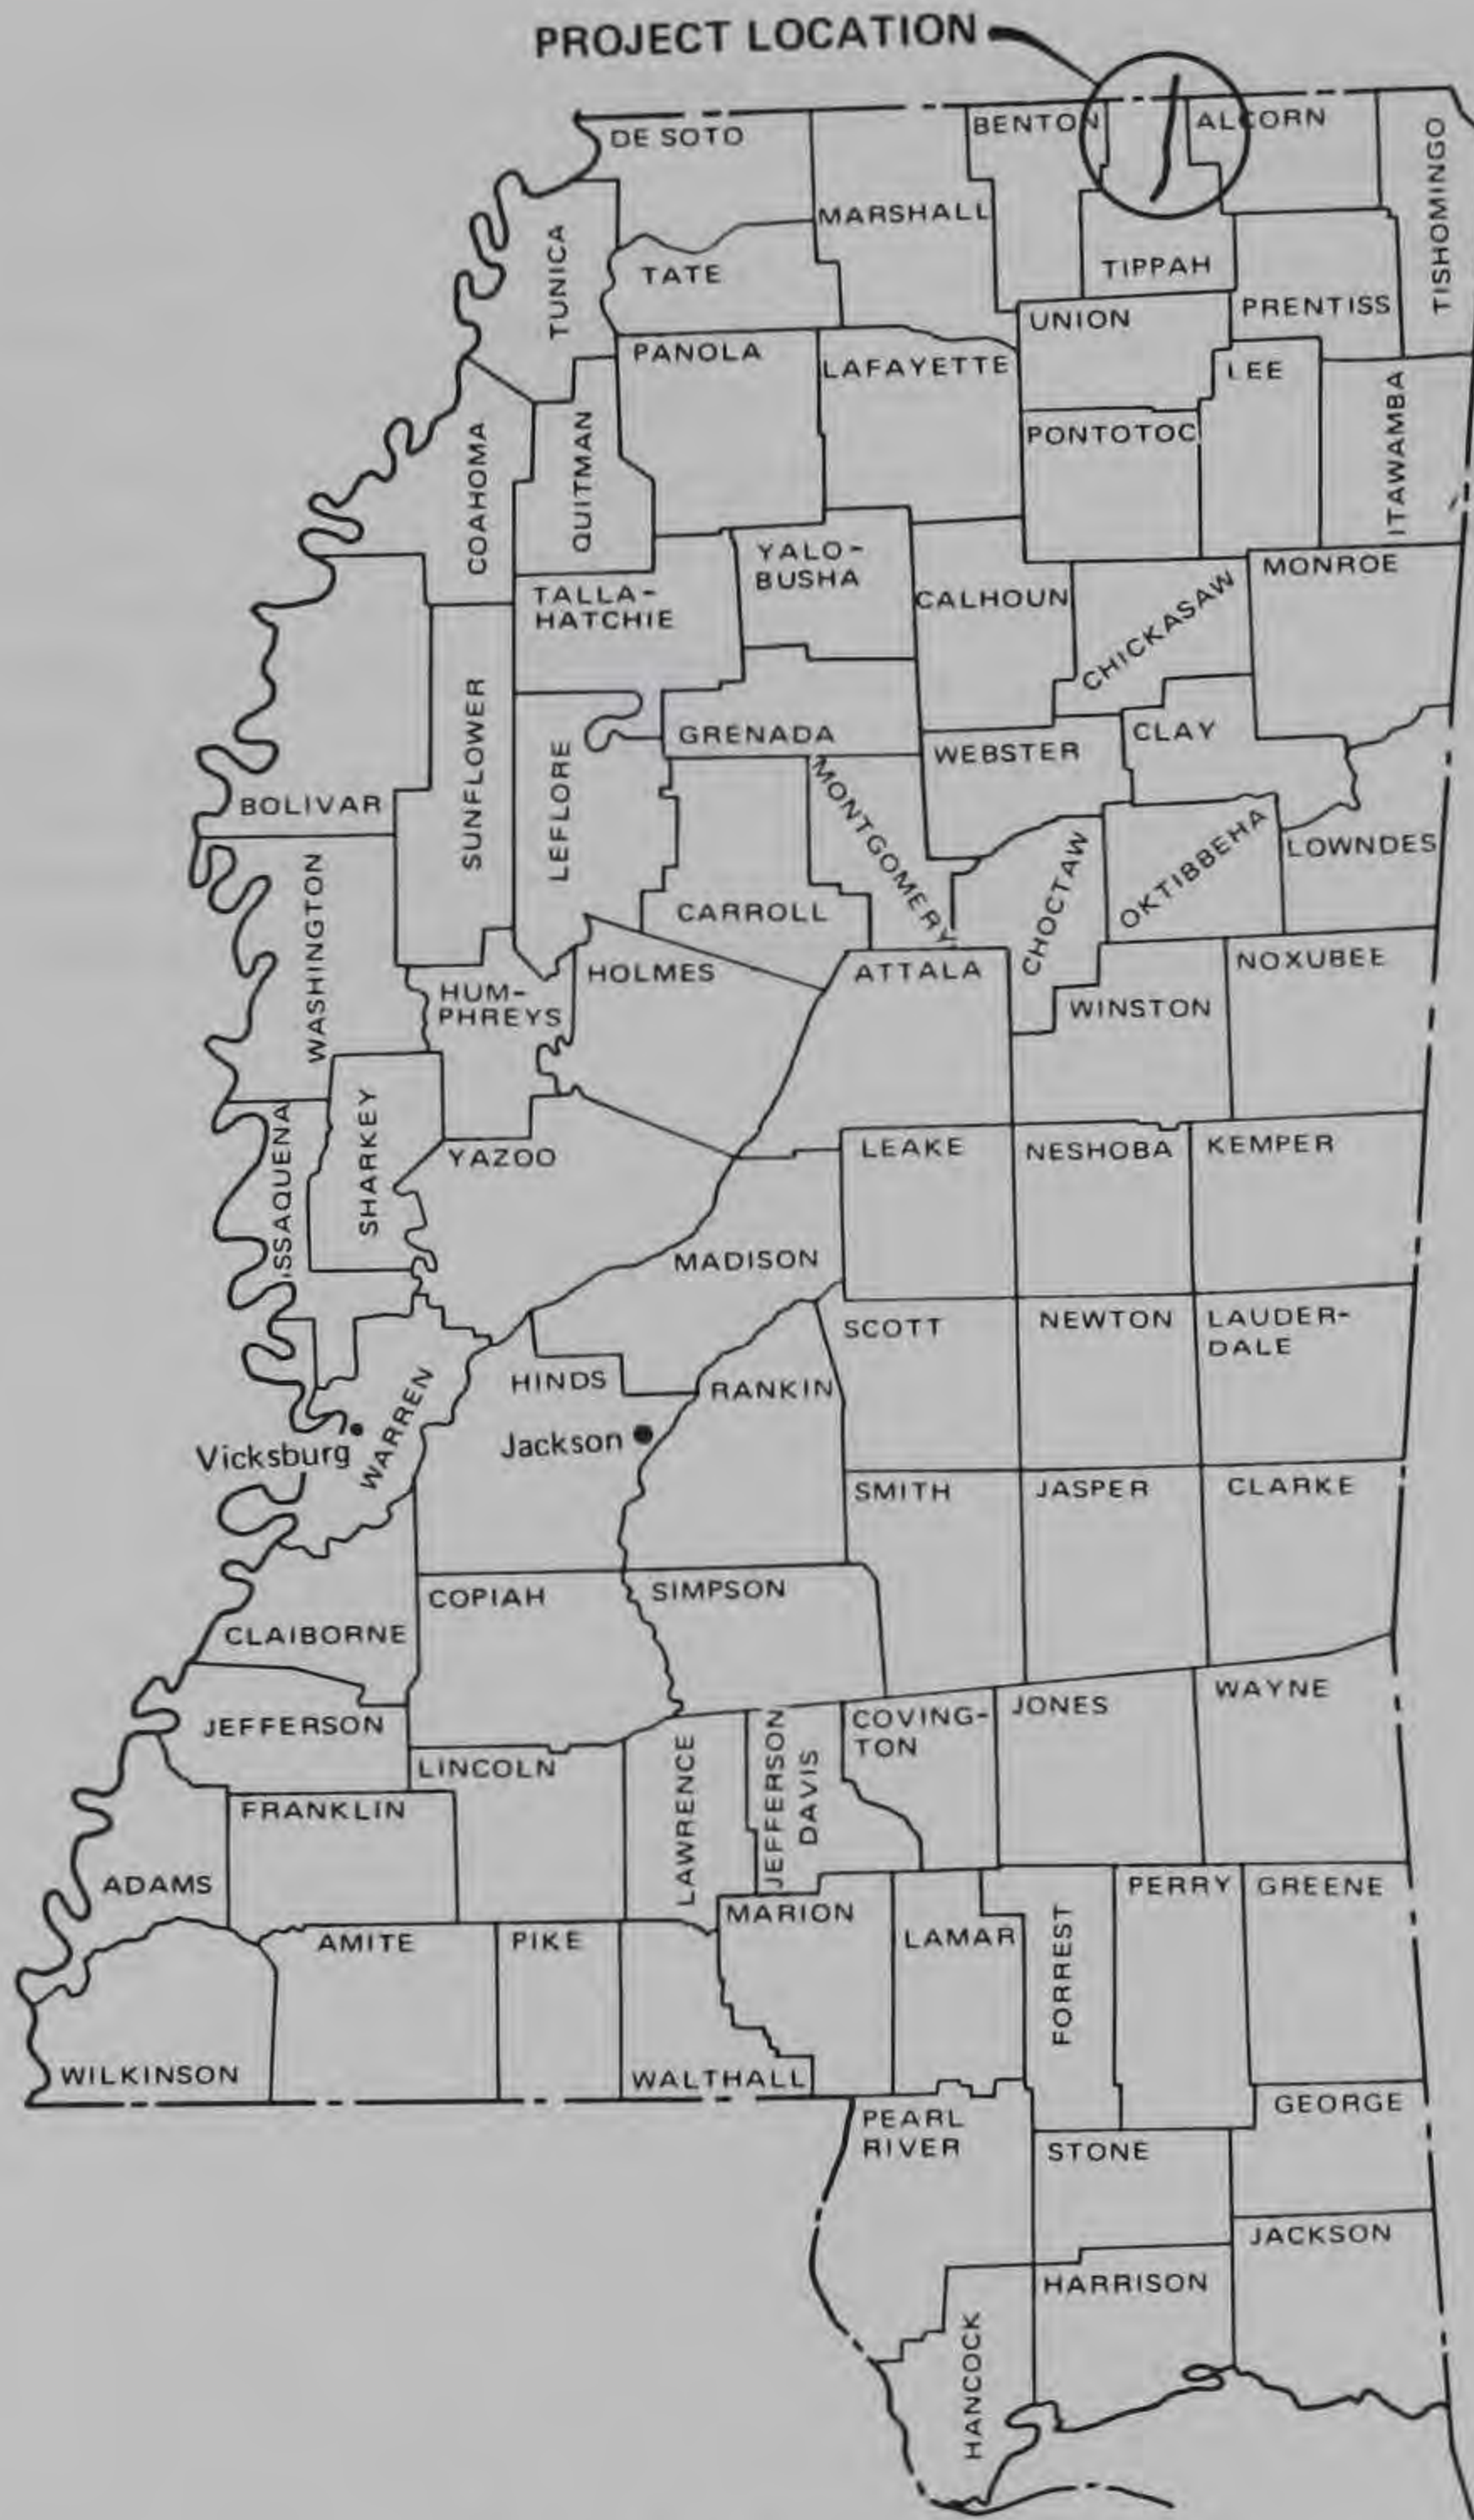 PROJECT LOCATION
DE SOTO
BENTON
ALCORN
TISHOMINGO
MARSHALL
TUNICA
TATE
TIPPAH
PRENTISS
UNION
PANOLA
LAFAYETTE
LEE
ITAWAMBA
COAHOMA
QUITMAN
PONTOTOC
YALO-
BUSHA
MONROE
TALLA-
HATCHIE
CALHOUN
CHICKASAW
SUNFLOWER
LEFLORE
GRENADA
WEBSTER
CLAY
BOLIVAR
MONTGOMERY
OKTIBBEHA
LOWNDES
WASHINGTON
CARROLL
CHOCTAW
HOLMES
ATTALA
NOXUBEE
HUM-
PHREYS
WINSTON
ISSAQUENA
SHARKEY
YAZOO
LEAKE
NESHOBA
KEMPER
MADISON
SCOTT
NEWTON
LAUDER-
DALE
WARREN
HINDS
RANKIN
Vicksburg
Jackson
SMITH
JASPER
CLARKE
COPIAH
SIMPSON
CLAIBORNE
JEFFERSON
LINCOLN
LAWRENCE
JEFFERSON
DAVIS
COVING-
TON
JONES
WAYNE
FRANKLIN
ADAMS
AMITE
PIKE
MARION
LAMAR
FORREST
PERRY
GREENE
WILKINSON
WALTHALL
PEARL
RIVER
STONE
GEORGE
JACKSON
HARRISON
HANCOCK